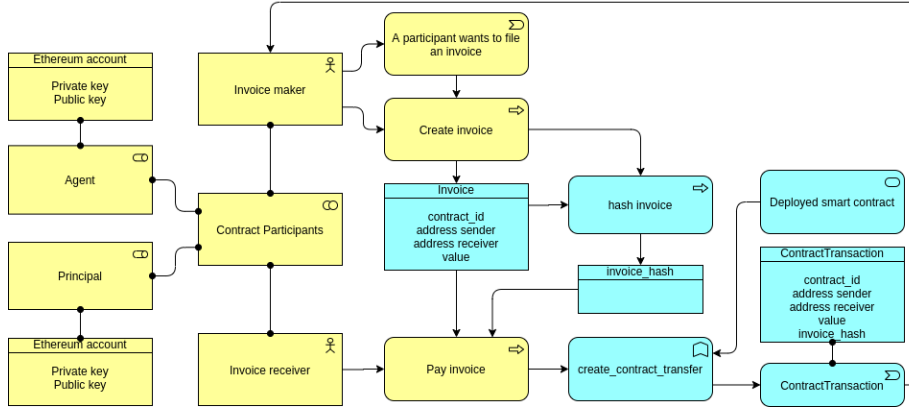 Ethereum account
Private key
Public key
Agent
Principal
Ethereum account
Private key
Public key
Invoice maker
Contract Participants
Invoice receiver
A participant wants to file
an invoice
Create invoice
Invoice
contract_id
address sender
address receiver
value
Pay invoice
hash invoice
invoice_hash
create_contract_transfer
Deployed smart contract
ContractTransaction
contract_id
address sender
address receiver
value
invoice_hash
ContractTransaction